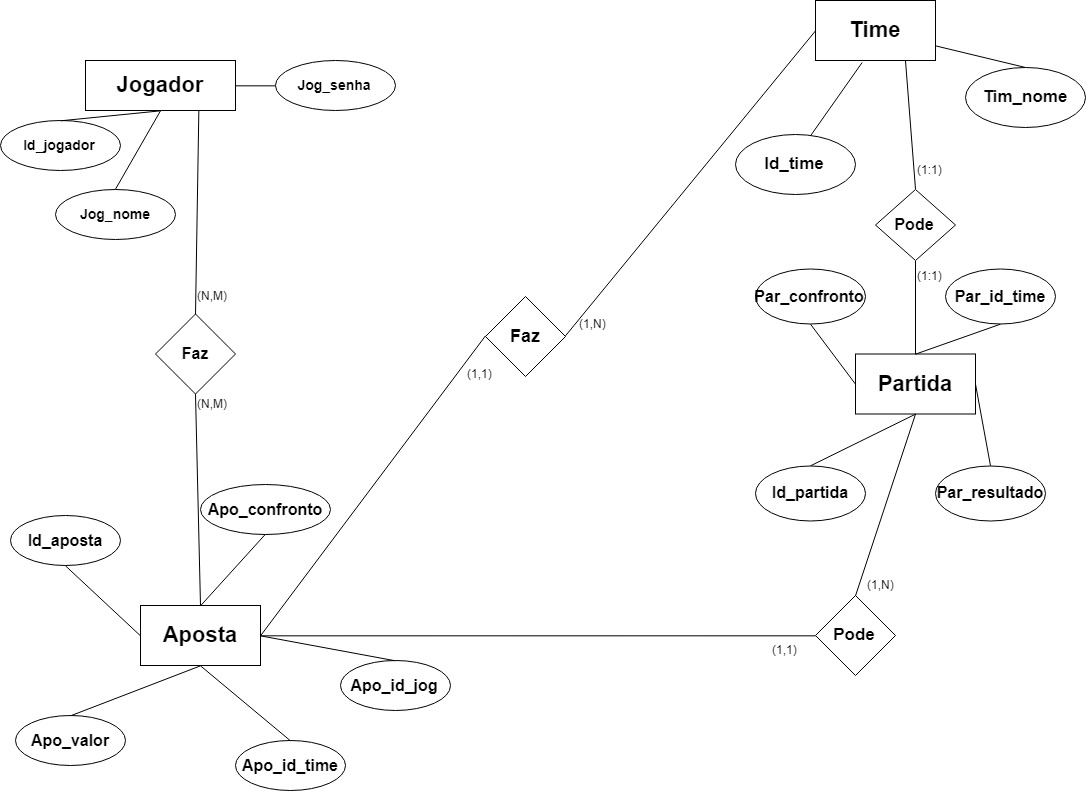 Time
Jogador
Jog_senha
Tim_nome
Id_jogador
Id_time
(1:1)
Jog_nome
Pode
(1:1)
(N,M)
Par_confronto
Par_id_time
(1,N)
Faz
Faz
(1,1)
Partida
(N,M)
Id_partida
Par_resultado
Apo_confronto
Id_aposta
(1,N)
Aposta
Pode
(1,1)
Apo_id_jog
Apo_valor
Apo_id_time